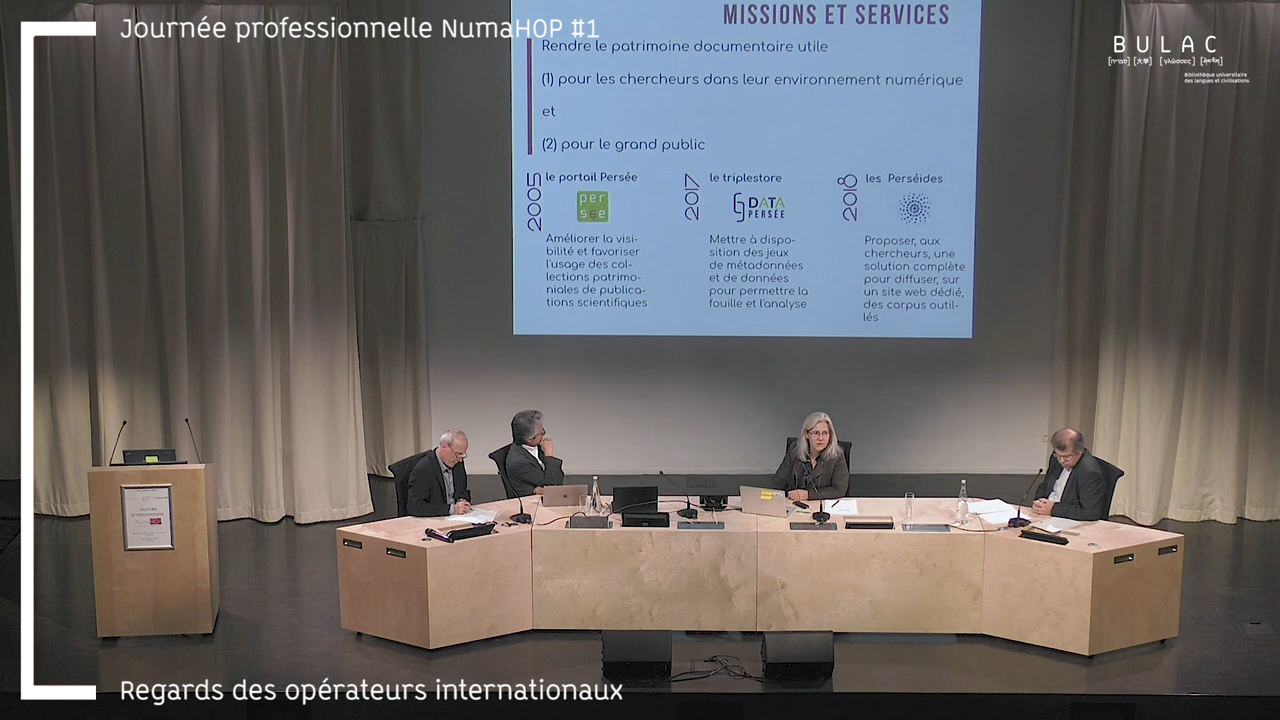 Journée professionnelle NumaHOP #1
BULAC
[大学] [γλώσσες]
Bibliothèque universitaire
des langues et civilisations
MISSIONS ET SERVICES
Rendre le patrimoine documentaire utile
(1) pour les chercheurs dans leur environnement numérique
et
(2) pour le grand public
2005
le portail Persée
per
sée
Améliorer la visi-
bilité et favoriser
l'usage des col-
lections patrimo-
niales de publica-
tions scientifiques
2017
le triplestore
DATA
PERSÉE
Mettre à dispo-
sition des jeux
de métadonnées
et de données
pour permettre la
fouille et l'analyse
2018
les Perséides
Proposer, aux
chercheurs, une
solution complète
pour diffuser, sur
un site web dédié,
des corpus outil-
lés
Journée
professionnelle
Regards des opérateurs internationaux